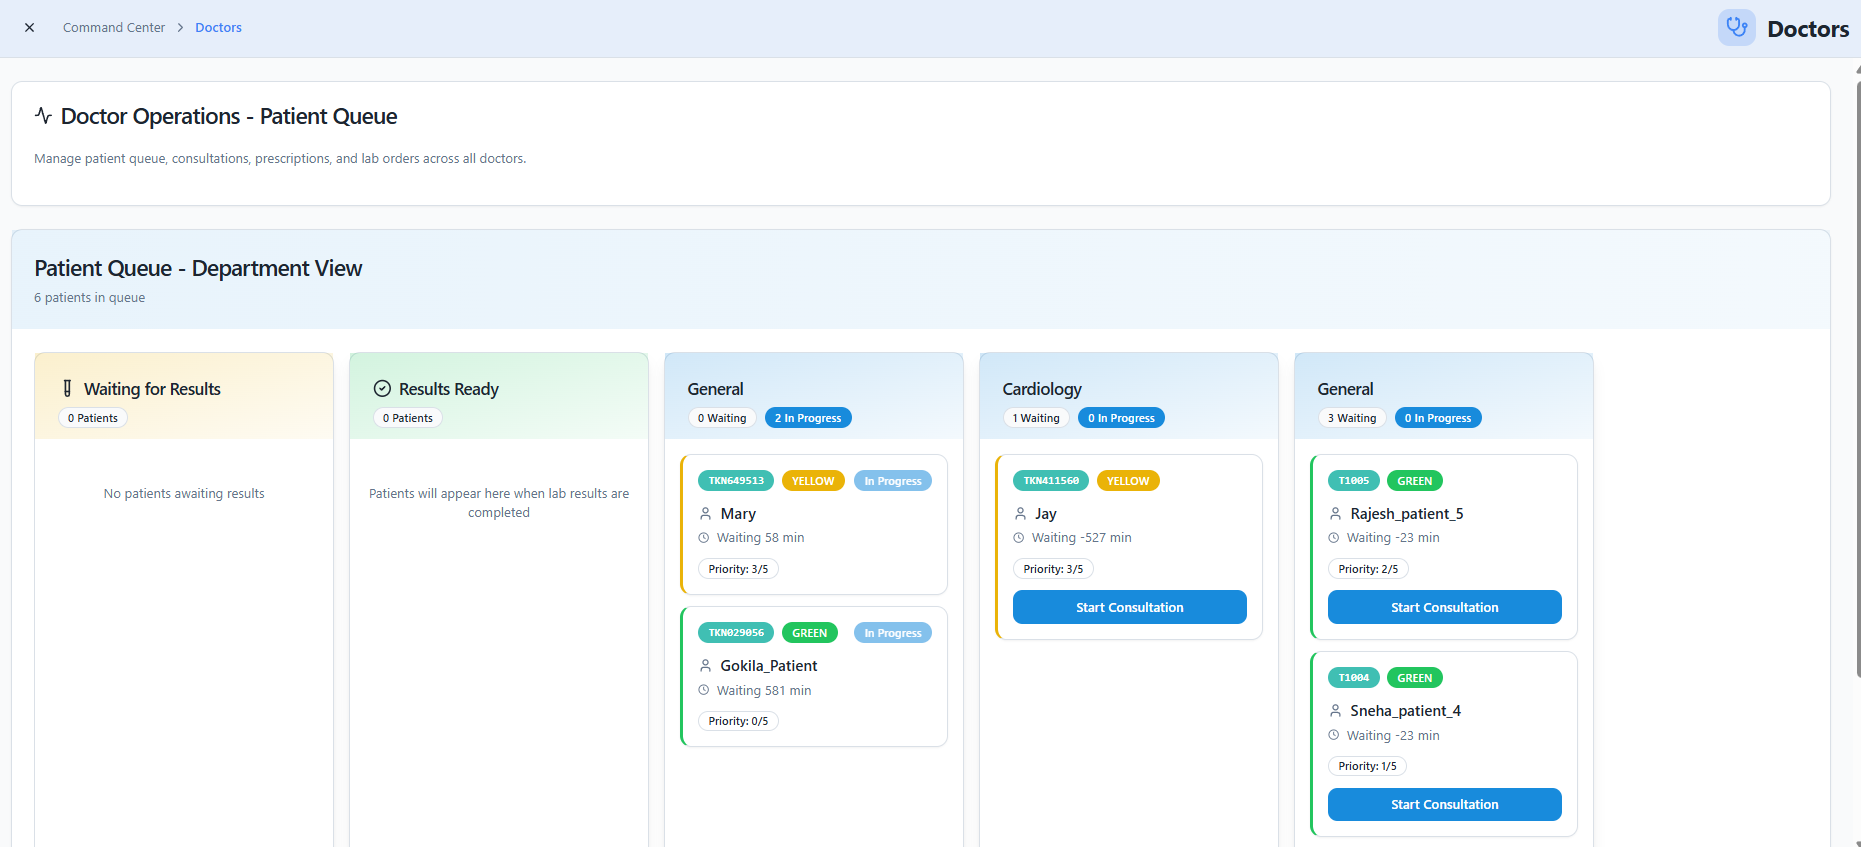 Command Center > Doctors
Doctors
Doctor Operations - Patient Queue
Manage patient queue, consultations, prescriptions, and lab orders across all doctors.
Patient Queue - Department View
6 patients in queue
Waiting for Results
0 Patients
No patients awaiting results
Results Ready
0 Patients
Patients will appear here when lab results are
completed
General
0 Waiting 2 In Progress
TKN649513 YELLOW In Progress
Mary
Waiting 58 min
Priority: 3/5
TKN029056 GREEN In Progress
Gokila_Patient
Waiting 581 min
Priority: 0/5
Cardiology
1 Waiting 0 In Progress
TKN411560 YELLOW
Jay
Waiting -527 min
Priority: 3/5
Start Consultation
General
3 Waiting 0 In Progress
T1005 GREEN
Rajesh_patient_5
Waiting -23 min
Priority: 2/5
Start Consultation
T1004 GREEN
Sneha_patient_4
Waiting -23 min
Priority: 1/5
Start Consultation